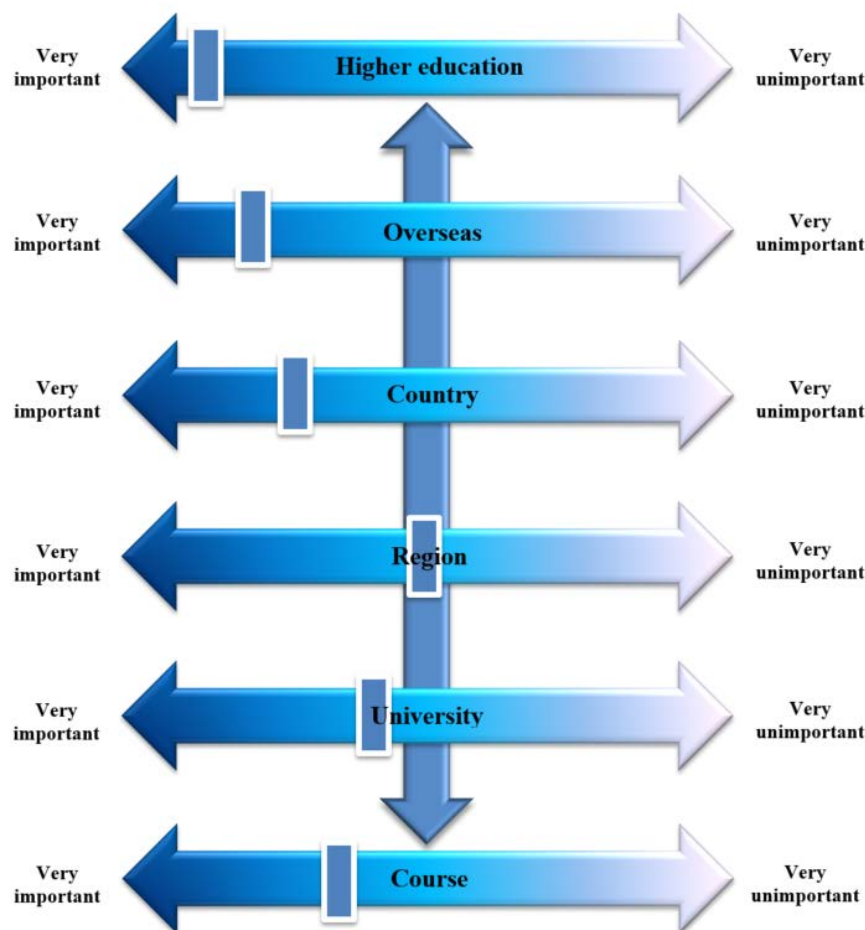 Very
important
Higher education
Very
unimportant
Very
important
Overseas
Very
unimportant
Very
important
Country
Very
unimportant
Very
important
Region
Very
unimportant
Very
important
University
Very
unimportant
Very
important
Course
Very
unimportant